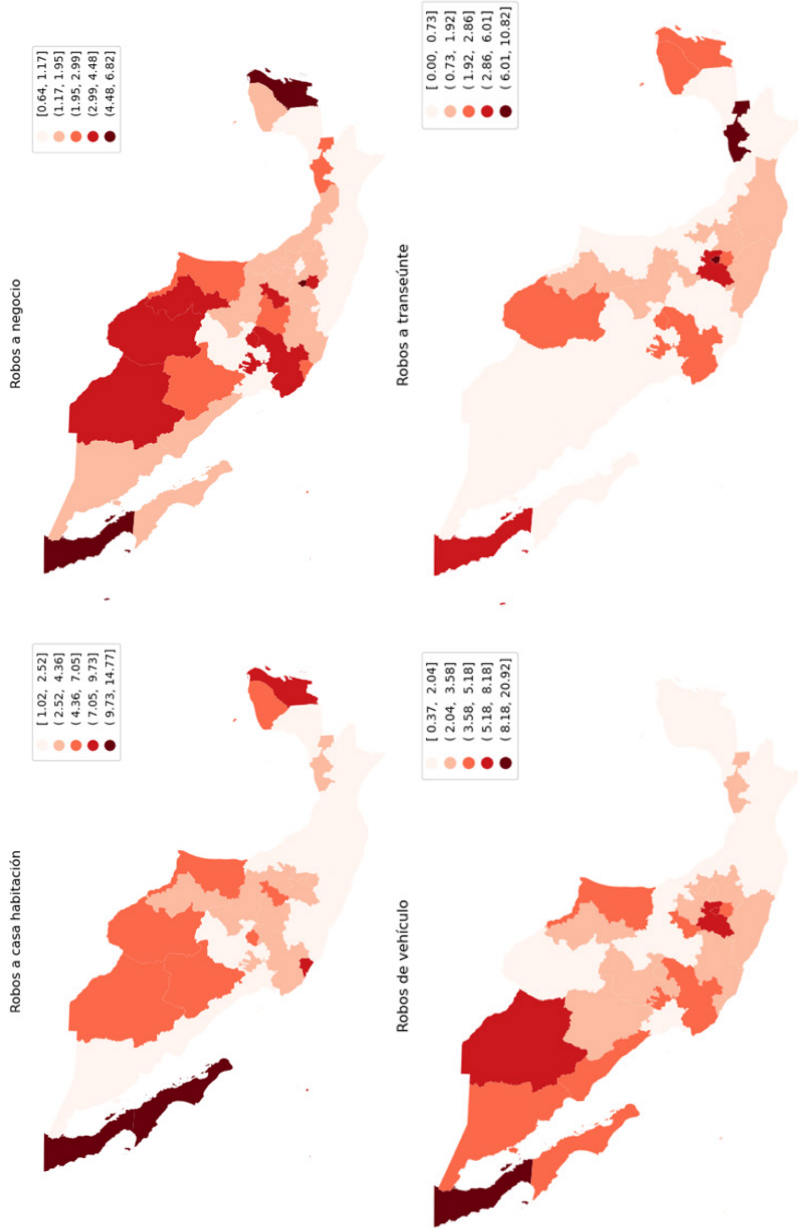 Robos a casa habitación
[ 1.02, 2.52]
( 2.52, 4.36]
( 4.36, 7.05]
( 7.05, 9.73]
( 9.73, 14.77]
Robos a negocio
[0.64, 1.17]
(1.17, 1.95]
(1.95, 2.99]
(2.99, 4.48]
(4.48, 6.82]
Robos de vehículo
[ 0.37, 2.04]
( 2.04, 3.58]
( 3.58, 5.18]
( 5.18, 8.18]
( 8.18, 20.92]
Robos a transeúnte
[ 0.00, 0.73]
( 0.73, 1.92]
( 1.92, 2.86]
( 2.86, 6.01]
( 6.01, 10.82]